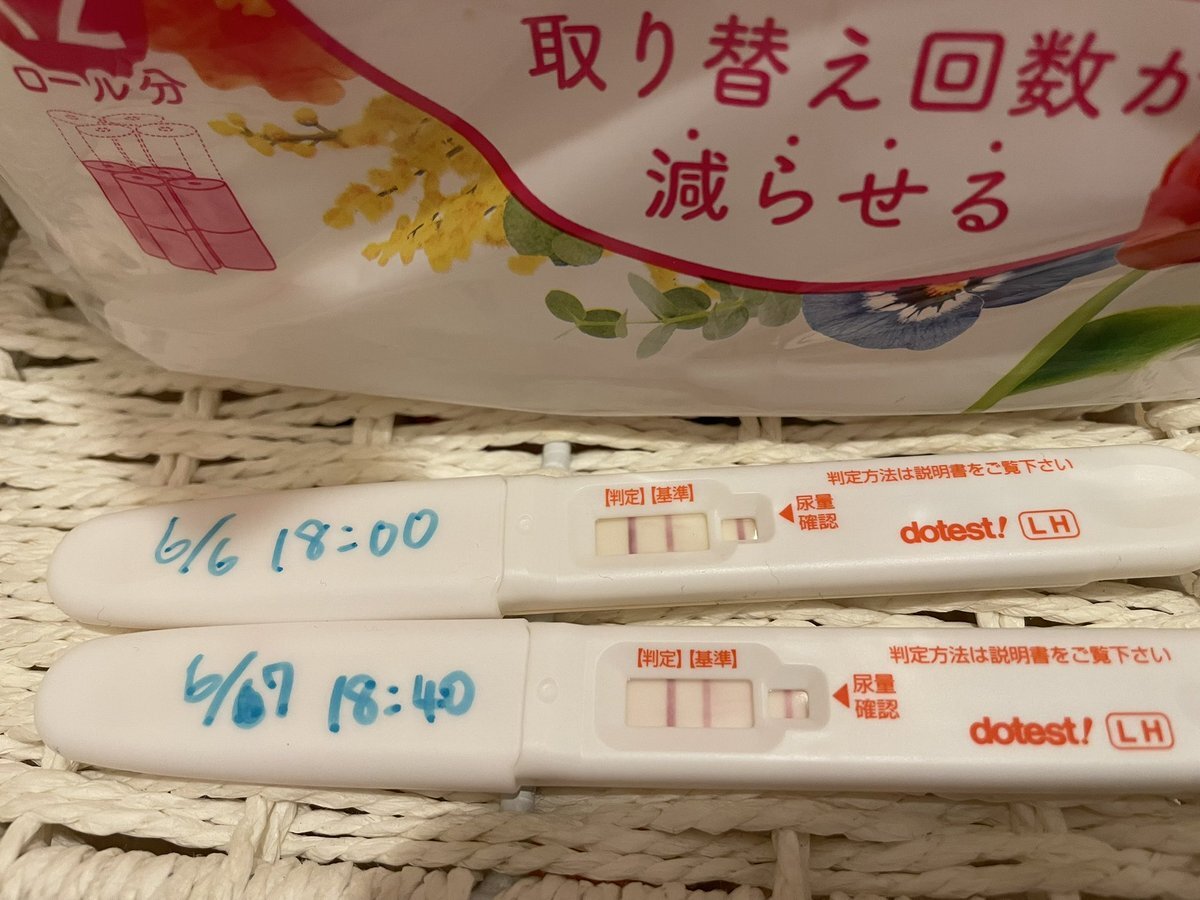 ロール分
取り替え回数が
減らせる
6/6 18:00
【判定】【基準】
尿量
確認
判定方法は説明書をご覧下さい
dotest! LH
6/7 18:40
【判定】【基準】
尿量
確認
判定方法は説明書をご覧下さい
dotest! LH